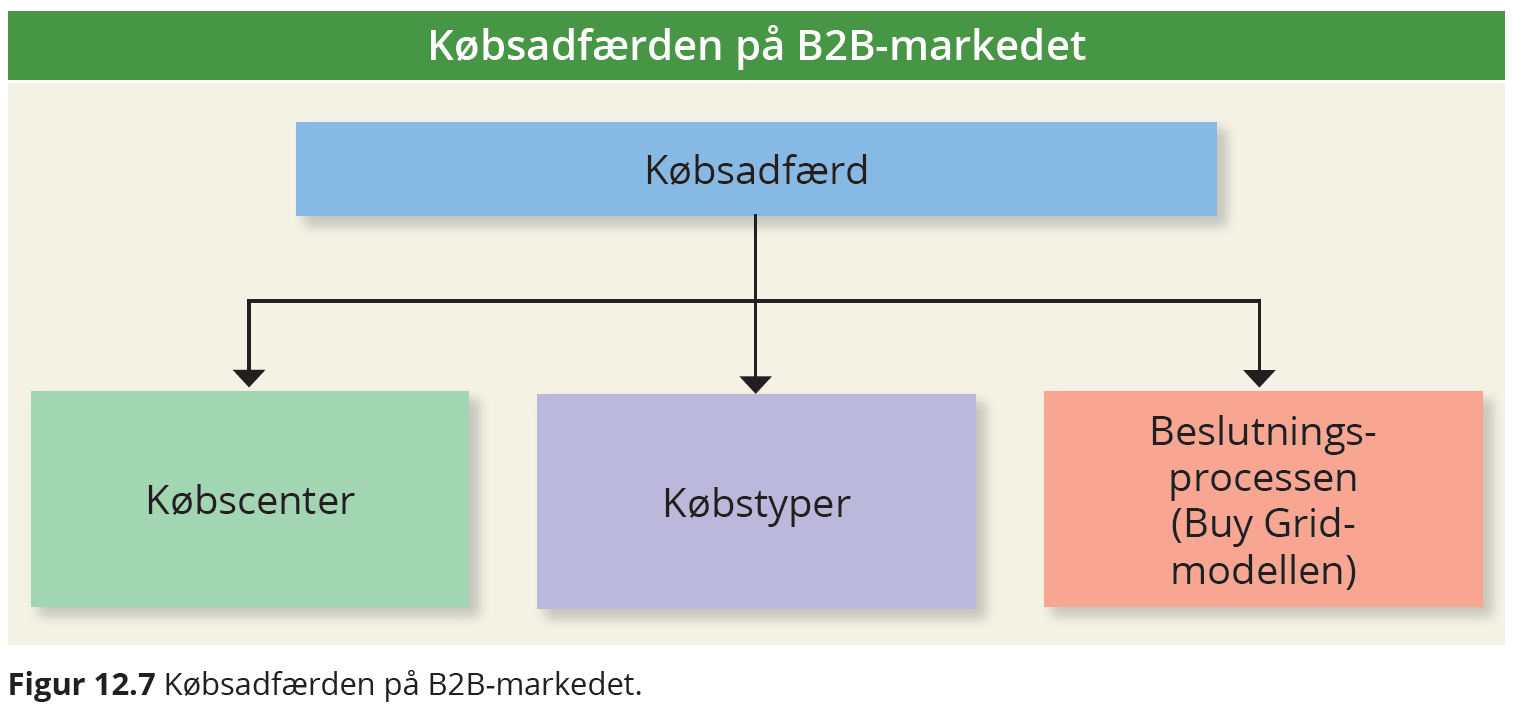 Købsadfærden på B2B-markedet
Købsadfærd
Købscenter
Købstyper
Beslutnings-
processen
(Buy Grid-
modellen)
Figur 12.7 Købsadfærden på B2B-markedet.